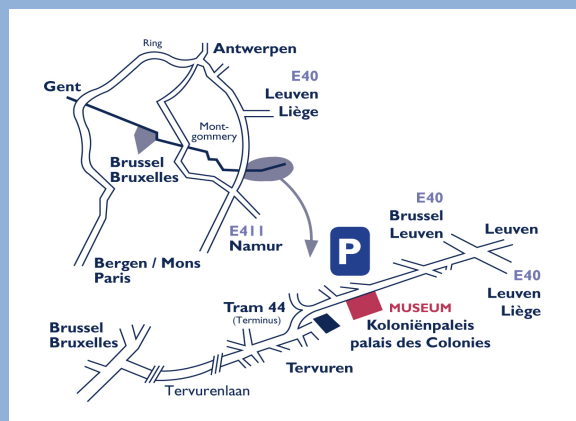 Ring
Antwerpen
E40
Leuven
Liège
Gent
Mont-
gommery
Brussel
Bruxelles
E411
Namur
Bergen / Mons
Paris
P
E40
Brussel
Leuven
Leuven
E40
Leuven
Liège
MUSEUM
Koloniënpaleis
palais des Colonies
Tram 44
(Terminus)
Brussel
Bruxelles
Tervuren
Tervurenlaan